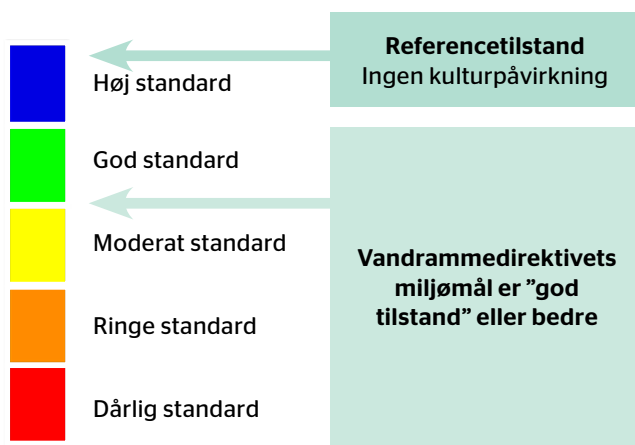 Høj standard
God standard
Moderat standard
Ringe standard
Dårlig standard
Referencetilstand
Ingen kulturpåvirkning
Vandrammedirektivets
miljømål er ”god
tilstand” eller bedre